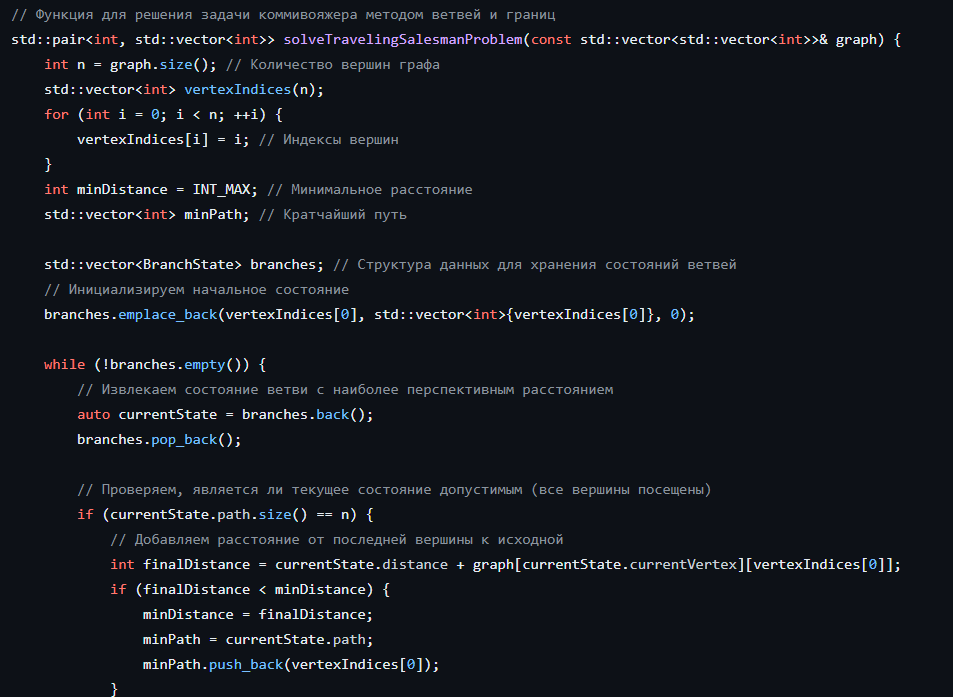 // Функция для решения задачи коммивояжера методом ветвей и границ
std::pair<int, std::vector<int>> solveTravelingSalesmanProblem(const std::vector<std::vector<int>>& graph) {
    int n = graph.size(); // Количество вершин графа
    std::vector<int> vertexIndices(n);
    for (int i = 0; i < n; ++i) {
        vertexIndices[i] = i; // Индексы вершин
    }
    int minDistance = INT_MAX; // Минимальное расстояние
    std::vector<int> minPath; // Кратчайший путь

    std::vector<BranchState> branches; // Структура данных для хранения состояний ветвей
    // Инициализируем начальное состояние
    branches.emplace_back(vertexIndices[0], std::vector<int>{vertexIndices[0]}, 0);

    while (!branches.empty()) {
        // Извлекаем состояние ветви с наиболее перспективным расстоянием
        auto currentState = branches.back();
        branches.pop_back();

        // Проверяем, является ли текущее состояние допустимым (все вершины посещены)
        if (currentState.path.size() == n) {
            // Добавляем расстояние от последней вершины к исходной
            int finalDistance = currentState.distance + graph[currentState.currentVertex][vertexIndices[0]];
            if (finalDistance < minDistance) {
                minDistance = finalDistance;
                minPath = currentState.path;
                minPath.push_back(vertexIndices[0]);
            }